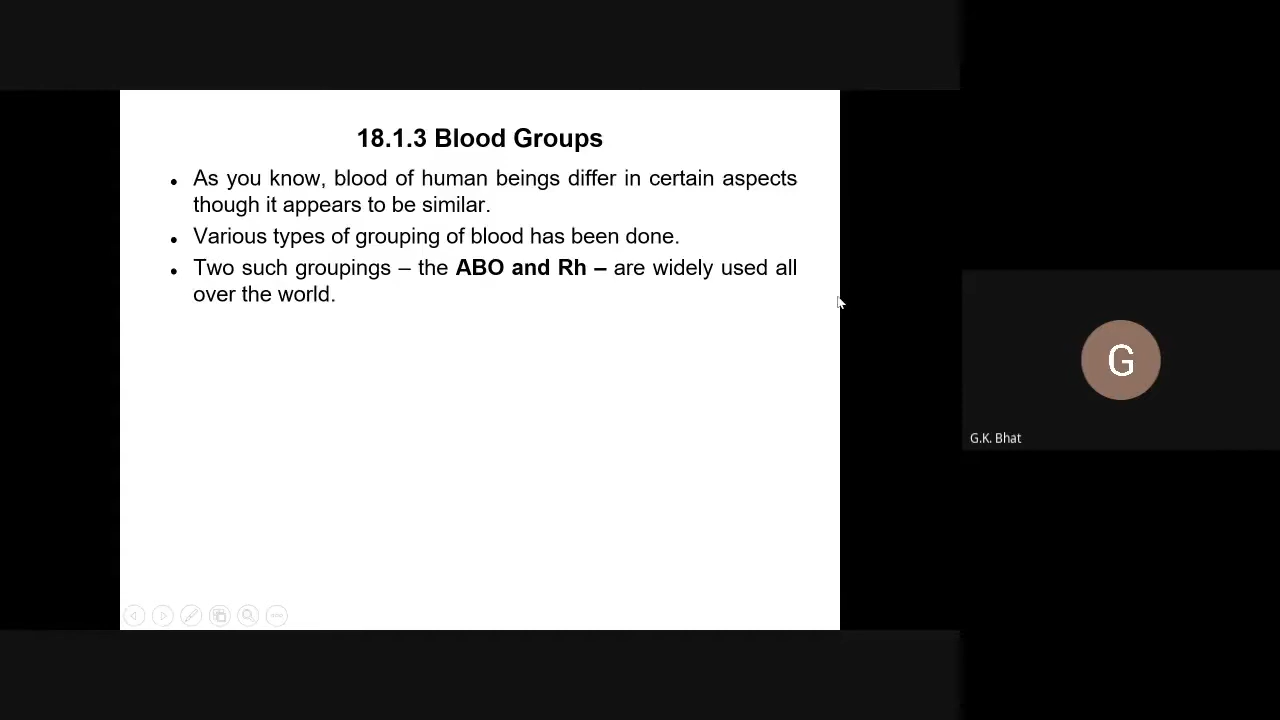 18.1.3 Blood Groups
• As you know, blood of human beings differ in certain aspects
though it appears to be similar.
• Various types of grouping of blood has been done.
• Two such groupings – the ABO and Rh – are widely used all
over the world.
G
G.K. Bhat